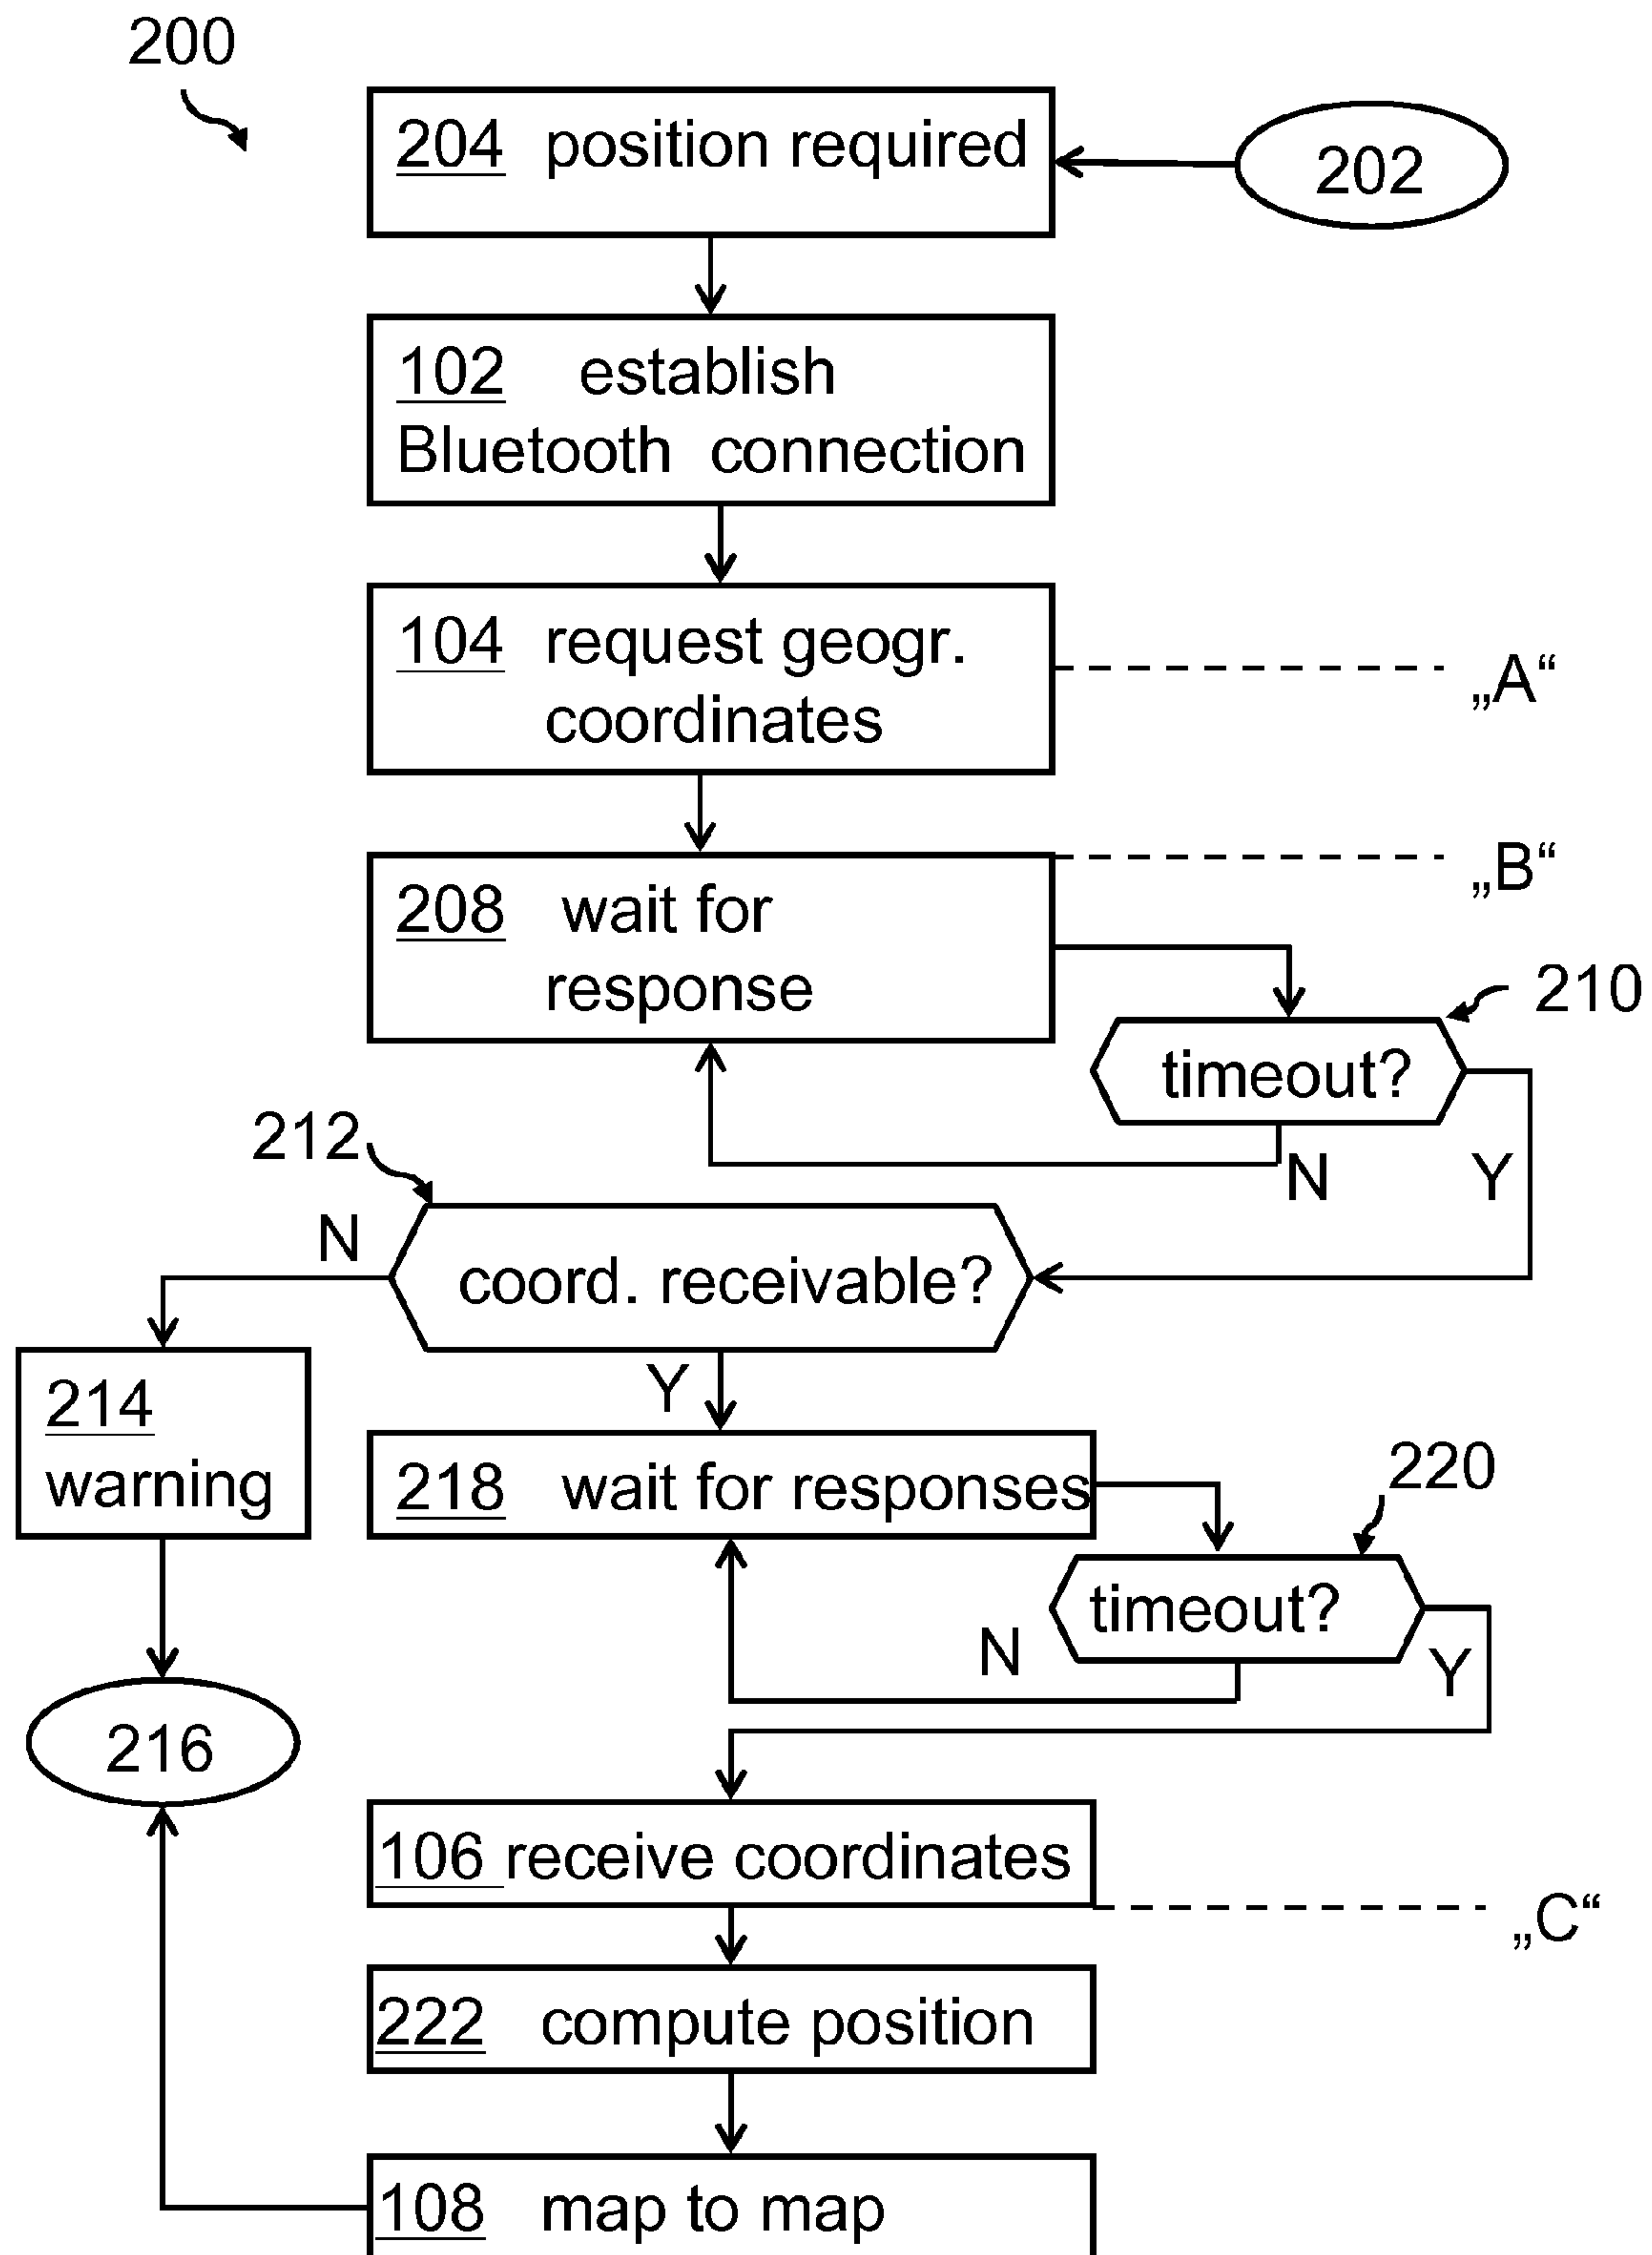 200
204 position required
202
102 establish
Bluetooth connection
104 request geogr.
coordinates
„A“
„B“
208 wait for
response
210
timeout?
N
Y
212
N
coord. receivable?
Y
214
warning
218 wait for responses
220
timeout?
N
Y
216
106 receive coordinates
„C“
222 compute position
108 map to map